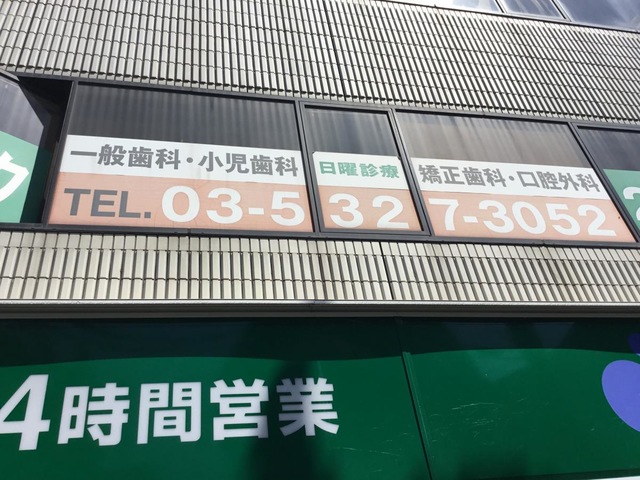 一般歯科・小児歯科 日曜診療 矯正歯科・口腔外科
TEL. 03-5327-3052
ク
4時間営業